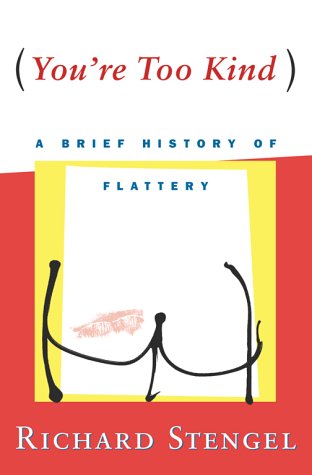 (You're Too Kind)
A BRIEF HISTORY OF
FLATTERY
RICHARD STENGEL